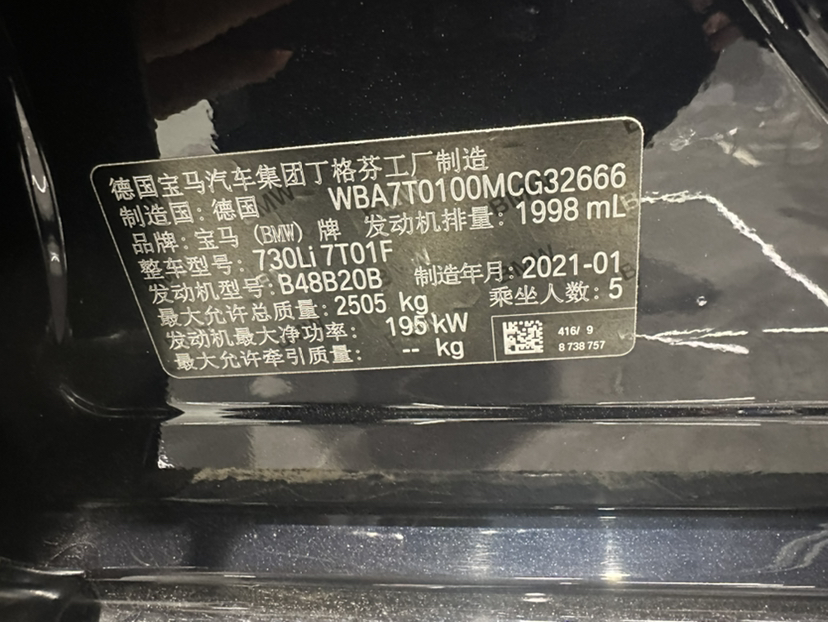 德国宝马汽车集团丁格芬工厂制造
制造国：德国 WBA7T0100MCG32666
品牌：宝马（BMW）牌 发动机排量：1998 mL
整车型号：730Li 7T01F
发动机型号：B48B20B 制造年月：2021-01
最大允许总质量：2505 kg 乘坐人数：5
发动机最大净功率： 195 kW
最大允许牵引质量： -- kg
416/ 9
8 738 757